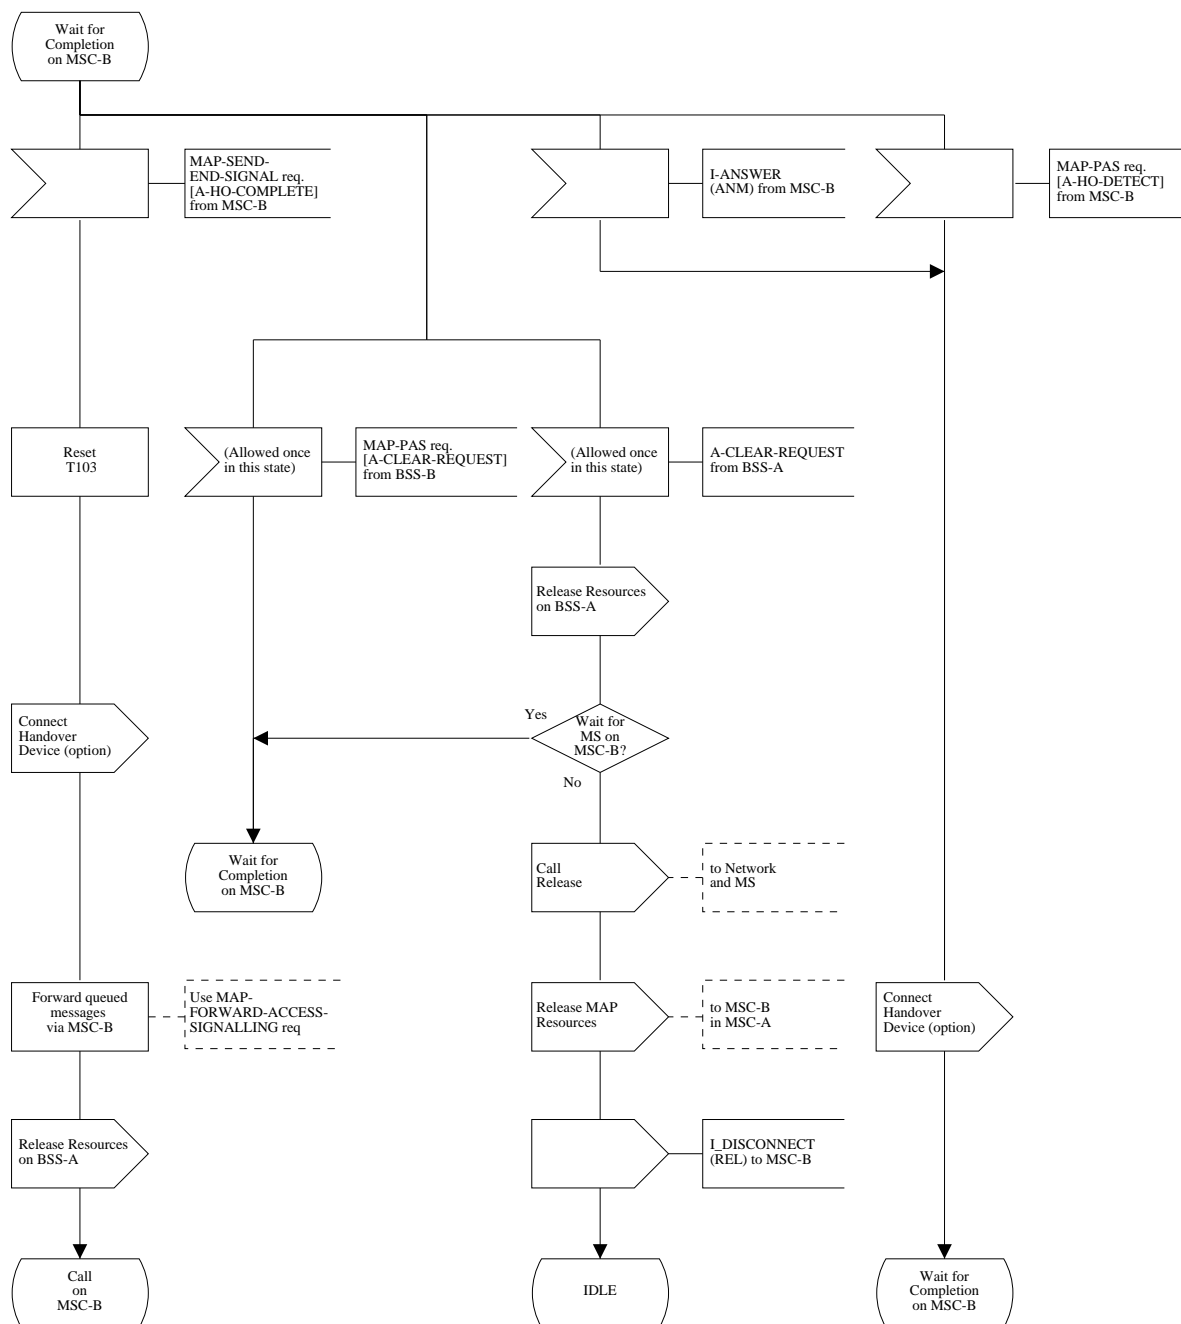 Wait for
Completion
on MSC-B
MAP-SEND-
END-SIGNAL req.
[A-HO-COMPLETE]
from MSC-B
I-ANSWER
(ANM) from MSC-B
MAP-PAS req.
[A-HO-DETECT]
from MSC-B
Reset
T103
(Allowed once
in this state)
MAP-PAS req.
[A-CLEAR-REQUEST]
from BSS-B
(Allowed once
in this state)
A-CLEAR-REQUEST
from BSS-A
Release Resources
on BSS-A
Connect
Handover
Device (option)
Yes
Wait for
MS on
MSC-B?
No
Wait for
Completion
on MSC-B
Call
Release
to Network
and MS
Forward queued
messages
via MSC-B
Use MAP-
FORWARD-ACCESS-
SIGNALLING req
Release MAP
Resources
to MSC-B
in MSC-A
Connect
Handover
Device (option)
Release Resources
on BSS-A
I_DISCONNECT
(REL) to MSC-B
Call
on
MSC-B
IDLE
Wait for
Completion
on MSC-B